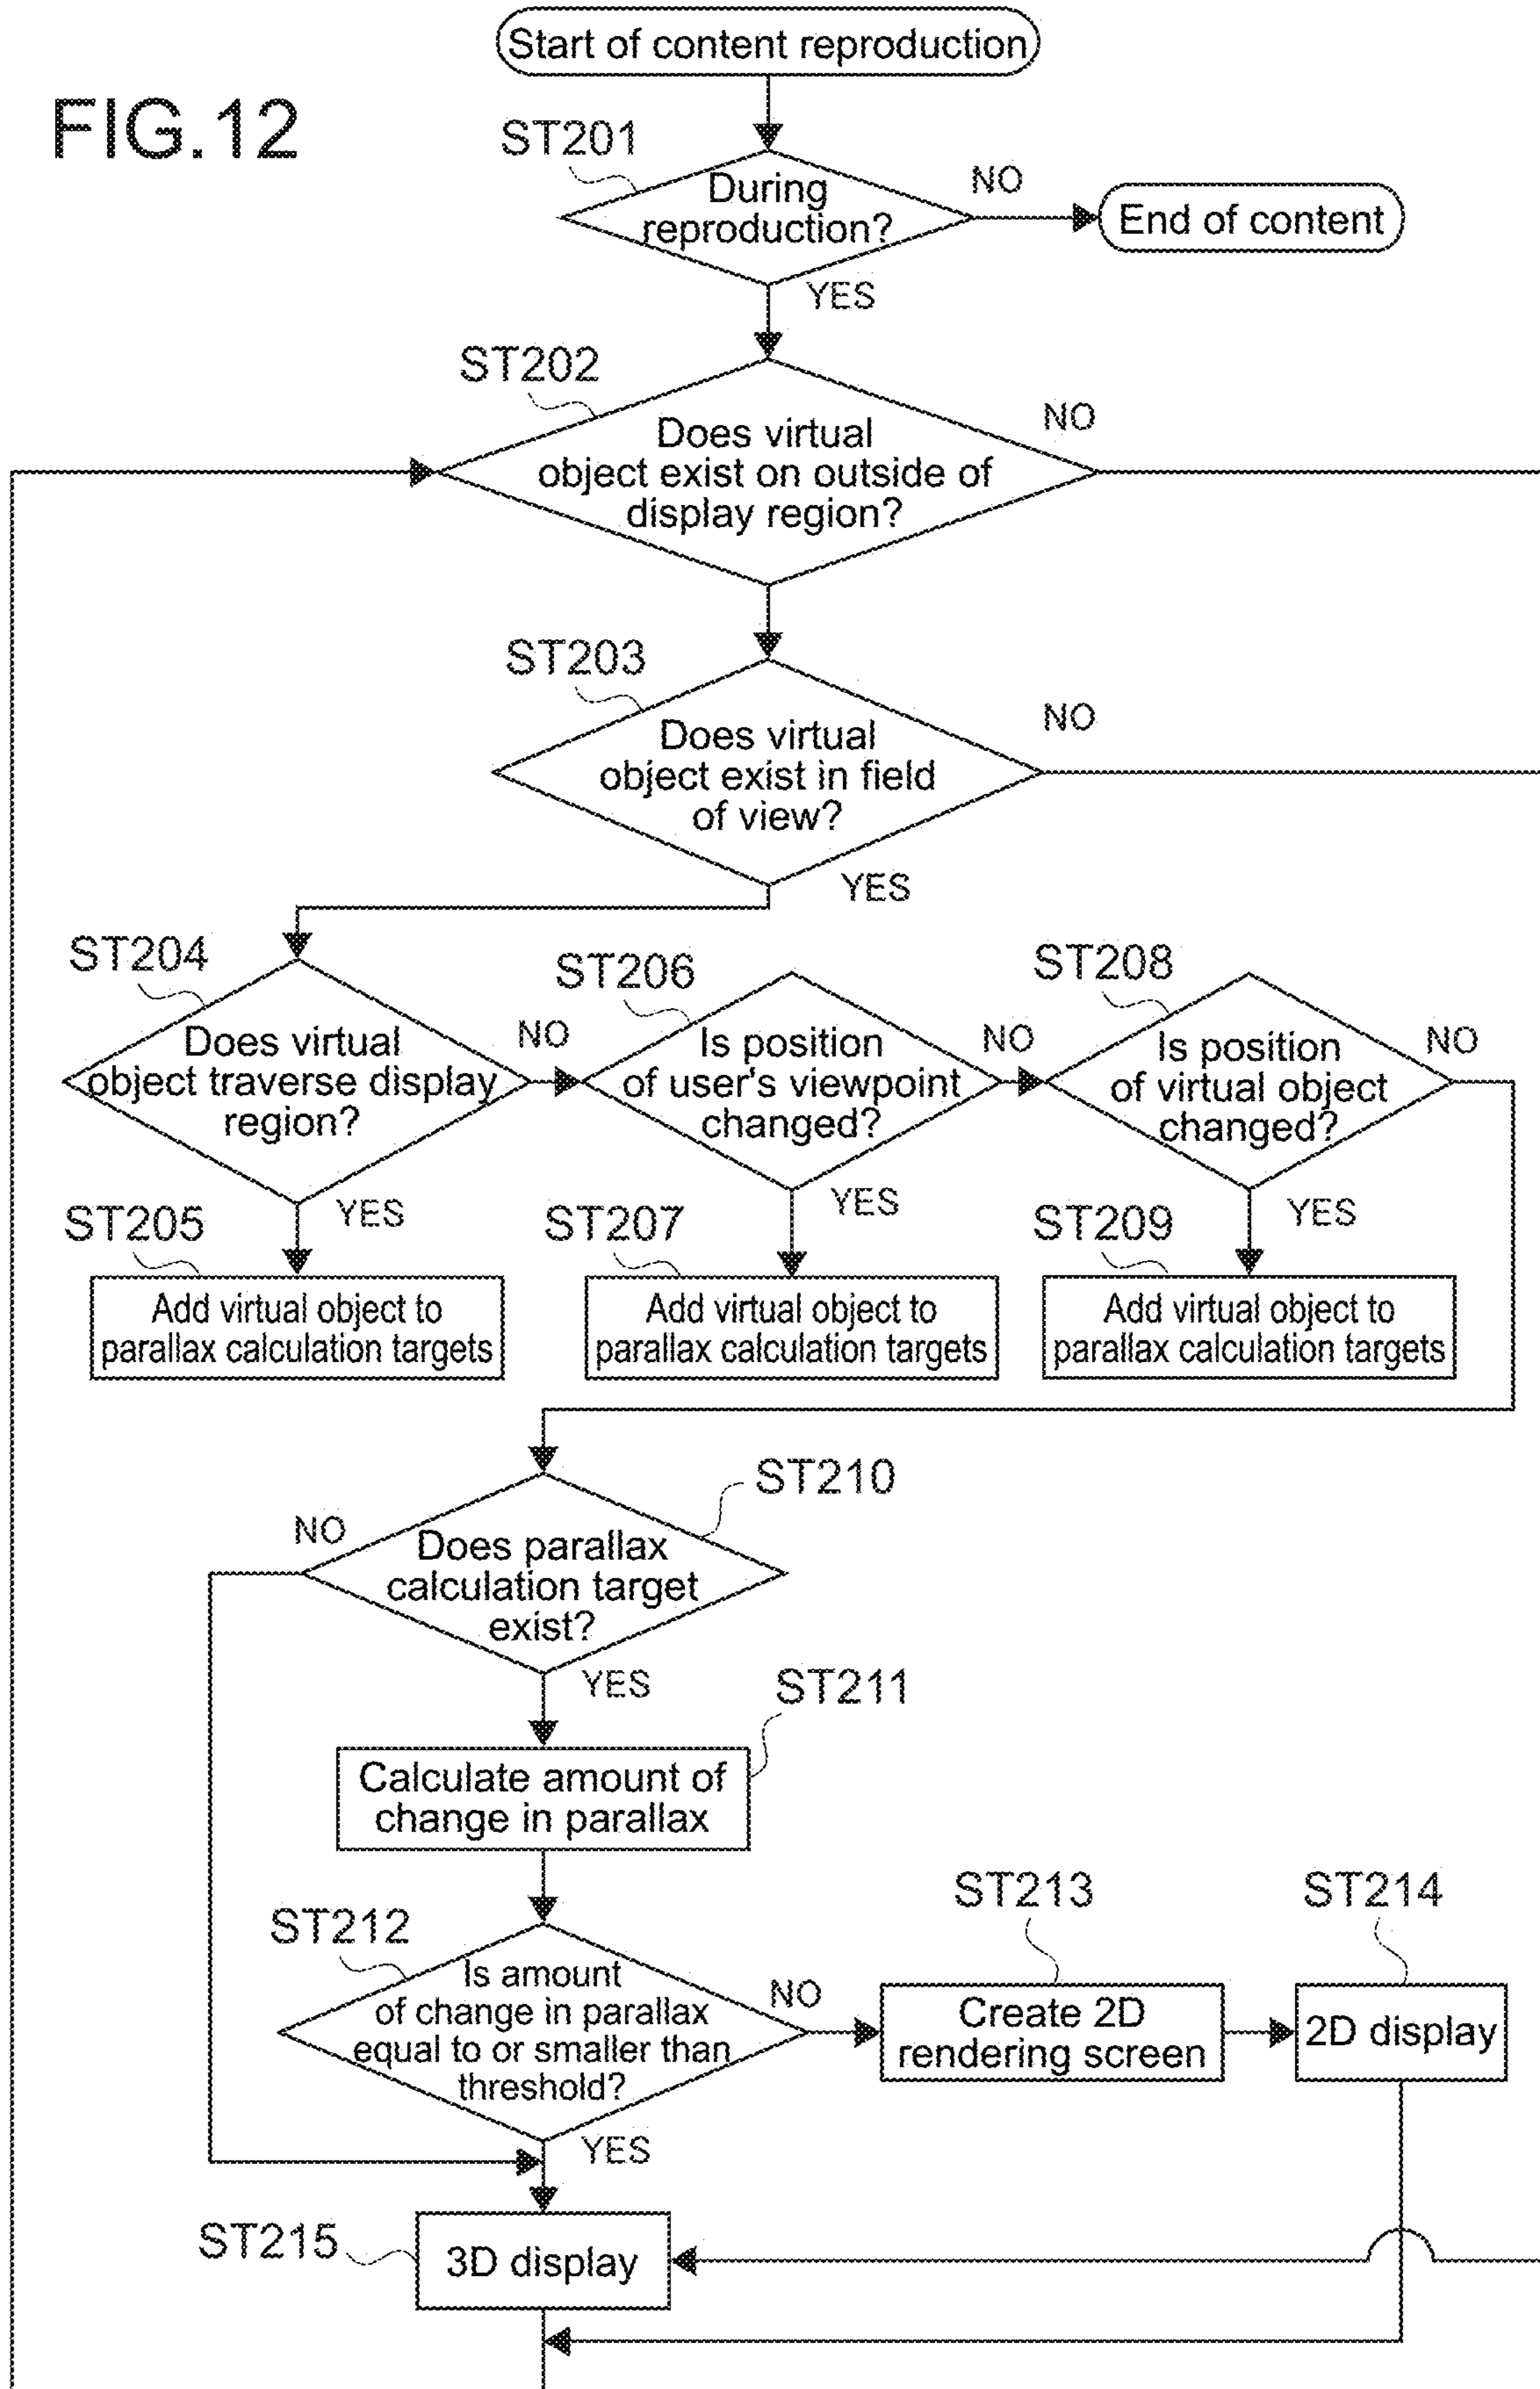 Start of content reproduction
FIG.12
ST201
During
reproduction?
NO
End of content
YES
ST202
Does virtual
object exist on outside of
display region?
NO
ST203
Does virtual
object exist in field
of view?
NO
YES
ST204
Does virtual
object traverse display
region?
NO
YES
ST206
Is position
of user's viewpoint
changed?
NO
YES
ST208
Is position
of virtual object
changed?
NO
YES
ST205
Add virtual object to
parallax calculation targets
ST207
Add virtual object to
parallax calculation targets
ST209
Add virtual object to
parallax calculation targets
ST210
NO
Does parallax
calculation target
exist?
YES
ST211
Calculate amount of
change in parallax
ST212
Is amount
of change in parallax
equal to or smaller than
threshold?
NO
YES
ST213
Create 2D
rendering screen
ST214
2D display
ST215
3D display